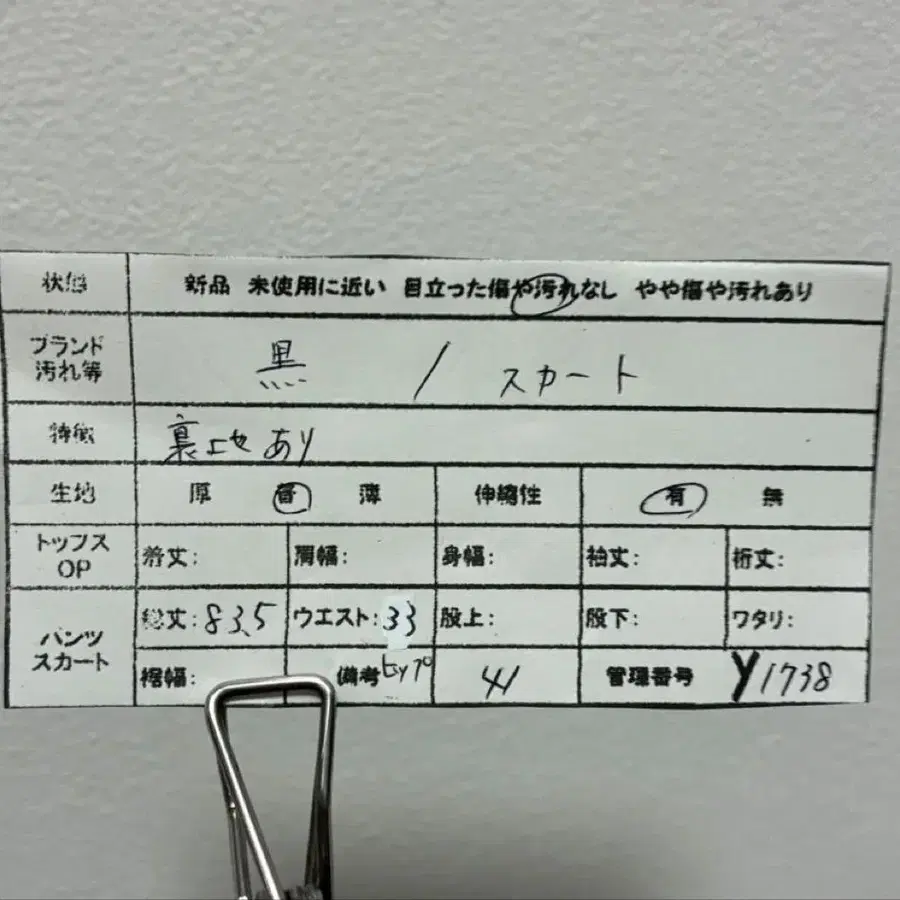 状態 新品 未使用に近い 目立った傷や汚れなし やや傷や汚れあり
ブランド
汚れ等 黒 / スカート
特徴 裏地あり
生地 厚 普 薄 伸縮性 有 無
トップス
OP 着丈: 肩幅: 身幅: 袖丈: 裄丈:
パンツ
スカート 総丈: 83.5 ウエスト: 33 股上: 股下: ワタリ:
裾幅: 備考 ヒップ 41 管理番号 Y1738